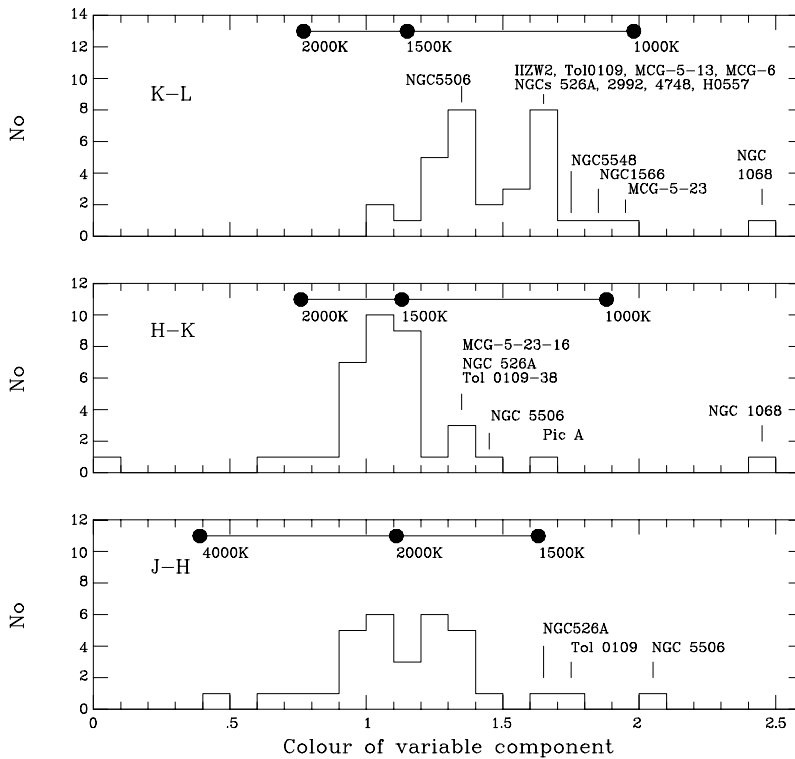 14
12
10
8
6
4
2
0
No
K-L
2000K
1500K
1000K
NGC5506
IIZW2, Tol0109, MCG-5-13, MCG-6
NGCs 526A, 2992, 4748, H0557
NGC5548
NGC1566
MCG-5-23
NGC
1068
12
10
8
6
4
2
0
No
H-K
2000K
1500K
1000K
MCG-5-23-16
NGC 526A
Tol 0109-38
NGC 5506
Pic A
NGC 1068
12
10
8
6
4
2
0
No
J-H
4000K
2000K
1500K
NGC526A
Tol 0109
NGC 5506
0
.5
1
1.5
2
2.5
Colour of variable component